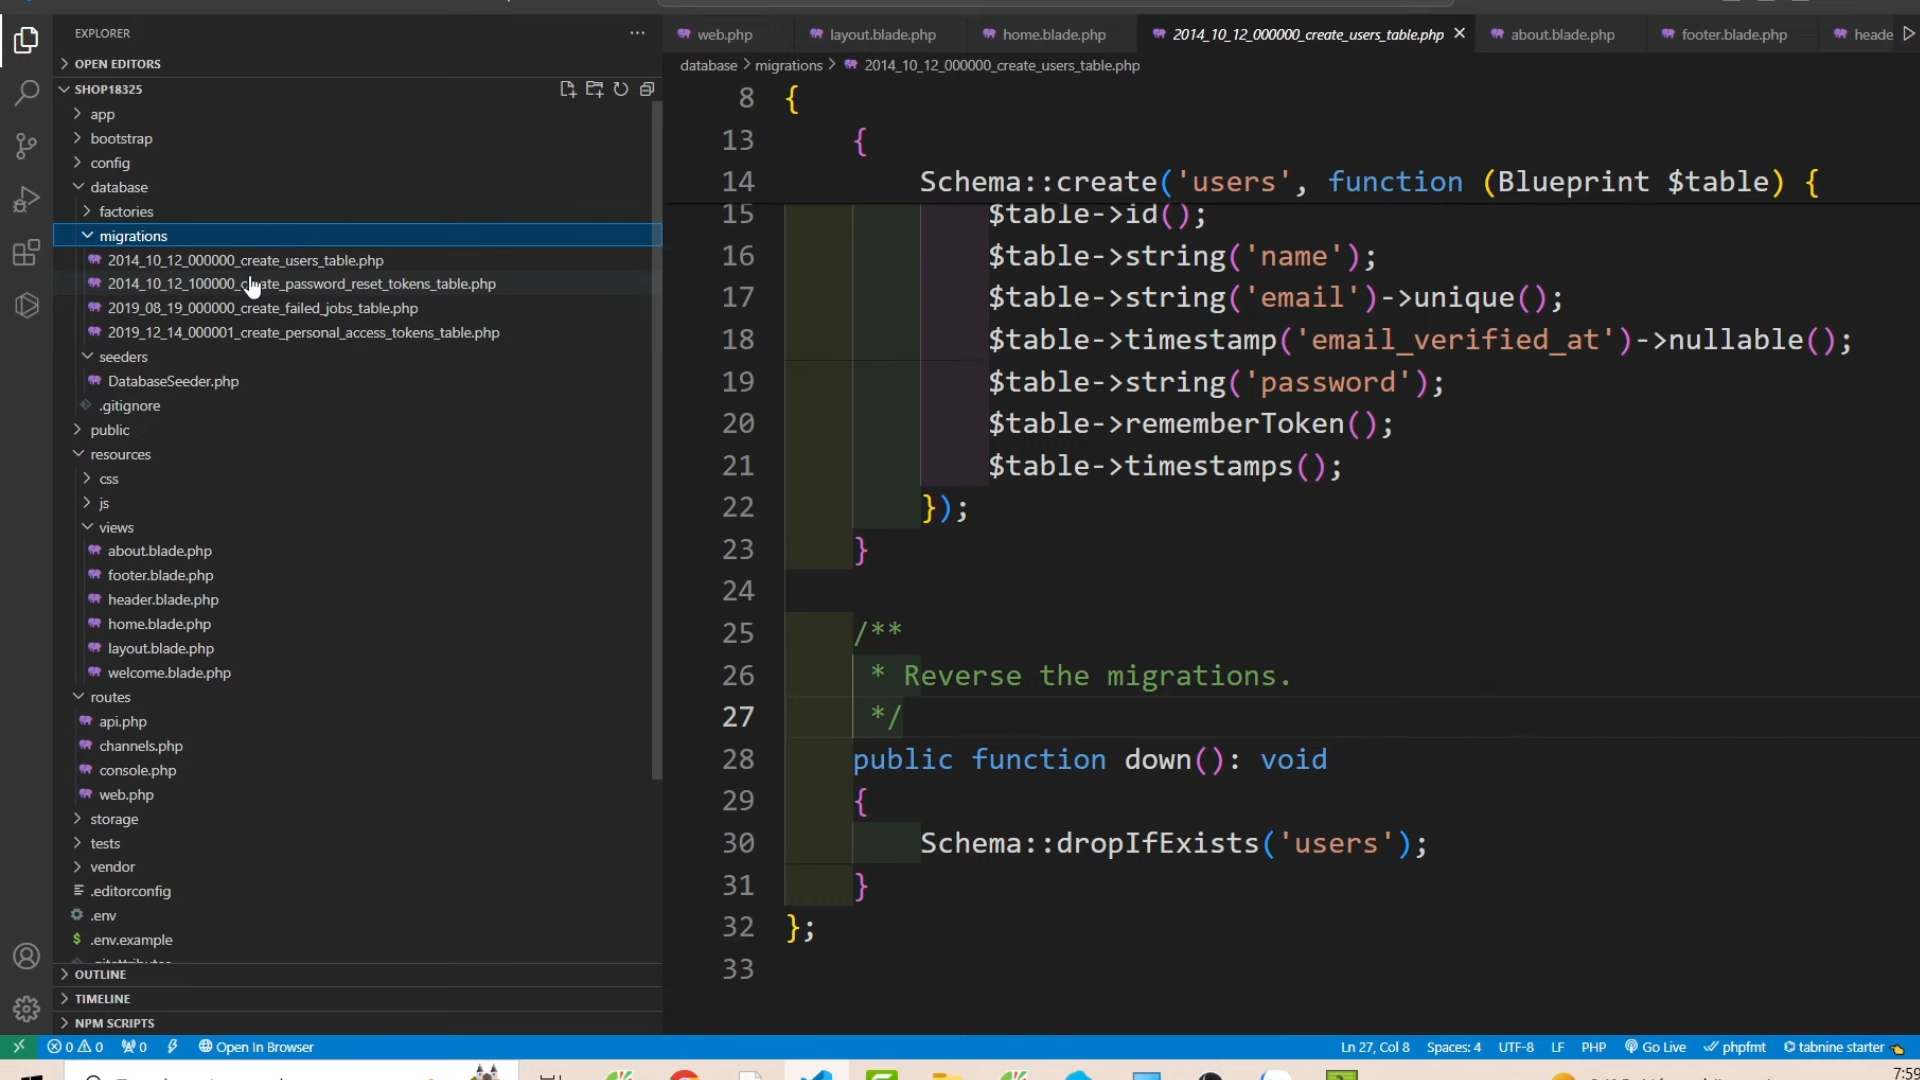 EXPLORER
OPEN EDITORS
SHOP18325
app
bootstrap
config
database
factories
migrations
2014_10_12_000000_create_users_table.php
2014_10_12_100000_create_password_reset_tokens_table.php
2019_08_19_000000_create_failed_jobs_table.php
2019_12_14_000001_create_personal_access_tokens_table.php
seeders
DatabaseSeeder.php
.gitignore
public
resources
css
js
views
about.blade.php
footer.blade.php
header.blade.php
home.blade.php
layout.blade.php
welcome.blade.php
routes
api.php
channels.php
console.php
web.php
storage
tests
vendor
.editorconfig
.env
.env.example
OUTLINE
TIMELINE
NPM SCRIPTS
web.php layout.blade.php home.blade.php 2014_10_12_000000_create_users_table.php about.blade.php footer.blade.php heade
database > migrations > 2014_10_12_000000_create_users_table.php
8 {
13 {
14 Schema::create('users', function (Blueprint $table) {
15 $table->id();
16 $table->string('name');
17 $table->string('email')->unique();
18 $table->timestamp('email_verified_at')->nullable();
19 $table->string('password');
20 $table->rememberToken();
21 $table->timestamps();
22 });
23 }
24
25 /**
26 * Reverse the migrations.
27 */
28 public function down(): void
29 {
30 Schema::dropIfExists('users');
31 }
32 };
33
0 0 0 Open In Browser Ln 27, Col 8 Spaces: 4 UTF-8 LF PHP Go Live phpfmt tabnine starter
7:59